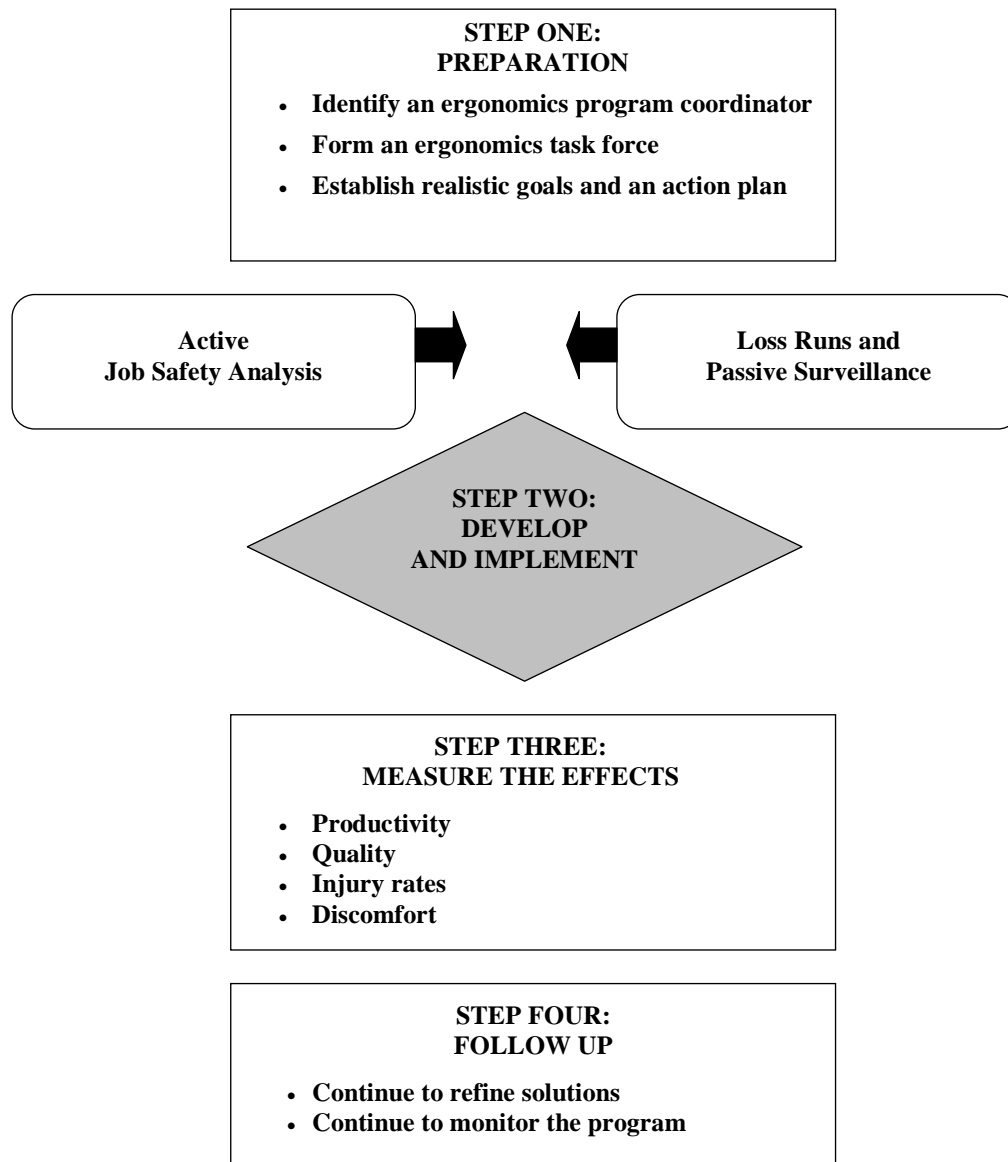 STEP ONE:
PREPARATION
• Identify an ergonomics program coordinator
• Form an ergonomics task force
• Establish realistic goals and an action plan
Active
Job Safety Analysis
Loss Runs and
Passive Surveillance
STEP TWO:
DEVELOP
AND IMPLEMENT
STEP THREE:
MEASURE THE EFFECTS
• Productivity
• Quality
• Injury rates
• Discomfort
STEP FOUR:
FOLLOW UP
• Continue to refine solutions
• Continue to monitor the program